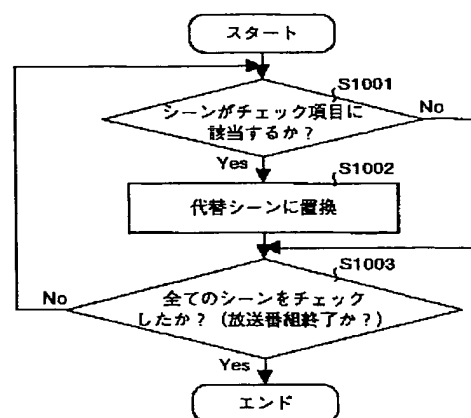 スタート
S1001
シーンがチェック項目に
該当するか?
No
Yes
S1002
代替シーンに置換
S1003
No
全てのシーンをチェック
したか?(放送番組終了か?)
Yes
エンド